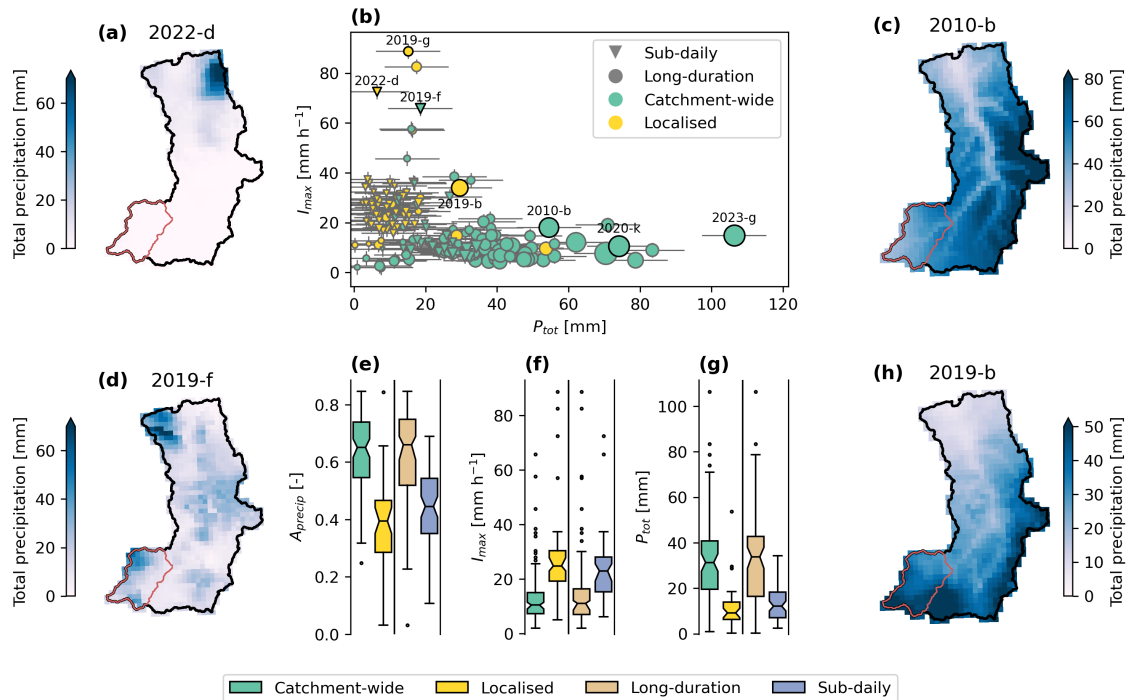 (a) 2022-d
Total precipitation [mm]
60
40
20
0
(b)
I_max [mm h⁻¹]
80
60
40
20
0
0 20 40 60 80 100 120
P_tot [mm]
2019-g
2022-d
2019-f
2019-b
2010-b
2020-k
2023-g
Sub-daily
Long-duration
Catchment-wide
Localised
(c) 2010-b
80
60
40
20
0
Total precipitation [mm]
(d) 2019-f
Total precipitation [mm]
60
40
20
0
(e)
A_precip [-]
0.8
0.6
0.4
0.2
0.0
(f)
I_max [mm h⁻¹]
80
60
40
20
0
(g)
P_tot [mm]
100
80
60
40
20
0
(h) 2019-b
50
40
30
20
10
0
Total precipitation [mm]
Catchment-wide Localised Long-duration Sub-daily